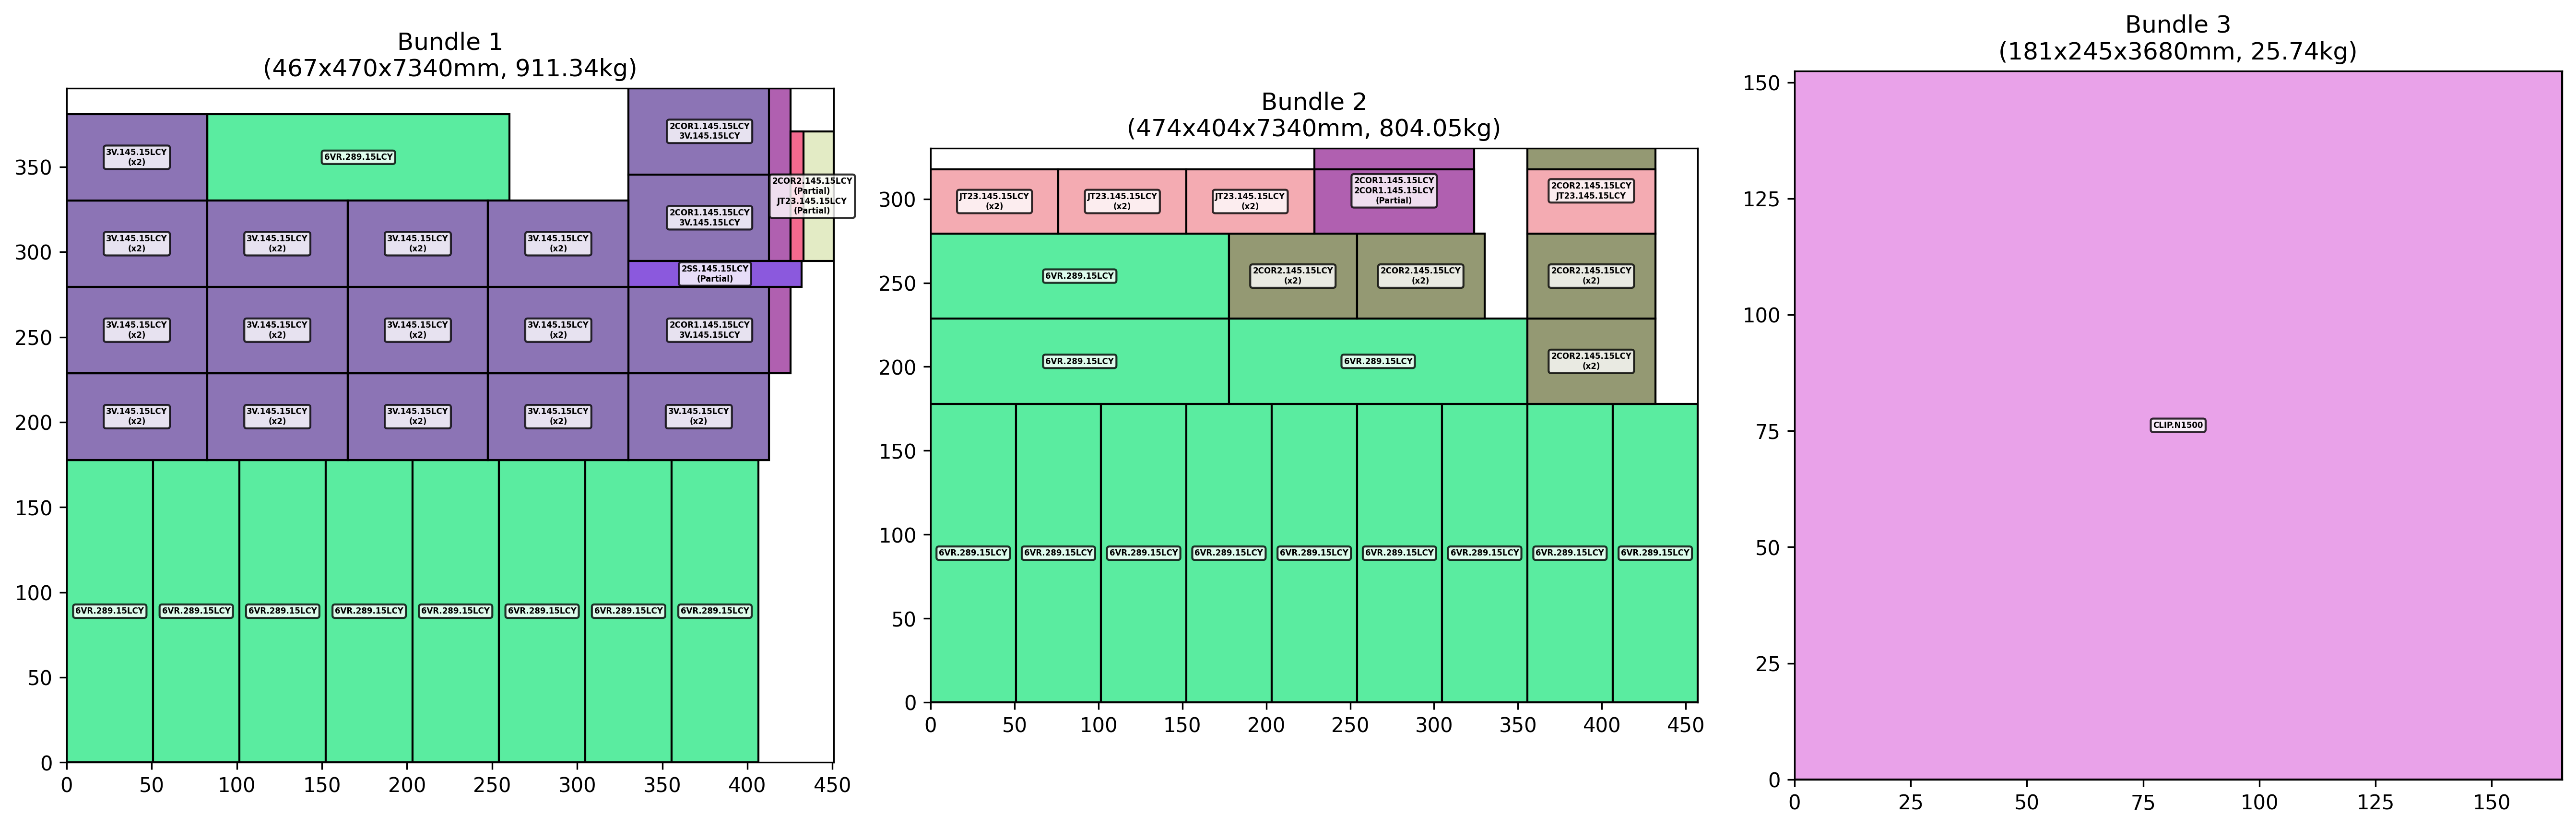 Bundle 1
(467x470x7340mm, 911.34kg)
350
300
250
200
150
100
50
0
3V.145.15LCY
(x2)
6VR.289.15LCY
2COR1.145.15LCY
3V.145.15LCY
2COR2.145.15LCY
(Partial)
JT23.145.15LCY
(Partial)
3V.145.15LCY
(x2)
3V.145.15LCY
(x2)
3V.145.15LCY
(x2)
3V.145.15LCY
(x2)
2COR1.145.15LCY
3V.145.15LCY
2SS.145.15LCY
(Partial)
3V.145.15LCY
(x2)
3V.145.15LCY
(x2)
3V.145.15LCY
(x2)
3V.145.15LCY
(x2)
2COR1.145.15LCY
3V.145.15LCY
3V.145.15LCY
(x2)
3V.145.15LCY
(x2)
3V.145.15LCY
(x2)
3V.145.15LCY
(x2)
3V.145.15LCY
(x2)
6VR.289.15LCY
6VR.289.15LCY
6VR.289.15LCY
6VR.289.15LCY
6VR.289.15LCY
6VR.289.15LCY
6VR.289.15LCY
6VR.289.15LCY
0 50 100 150 200 250 300 350 400 450
Bundle 2
(474x404x7340mm, 804.05kg)
300
250
200
150
100
50
0
JT23.145.15LCY
(x2)
JT23.145.15LCY
(x2)
JT23.145.15LCY
(x2)
2COR1.145.15LCY
2COR1.145.15LCY
(Partial)
2COR2.145.15LCY
JT23.145.15LCY
6VR.289.15LCY
2COR2.145.15LCY
(x2)
2COR2.145.15LCY
(x2)
2COR2.145.15LCY
(x2)
6VR.289.15LCY
6VR.289.15LCY
2COR2.145.15LCY
(x2)
6VR.289.15LCY
6VR.289.15LCY
6VR.289.15LCY
6VR.289.15LCY
6VR.289.15LCY
6VR.289.15LCY
6VR.289.15LCY
6VR.289.15LCY
6VR.289.15LCY
0 50 100 150 200 250 300 350 400 450
Bundle 3
(181x245x3680mm, 25.74kg)
150
125
100
75
50
25
0
CLIP.N1500
0 25 50 75 100 125 150